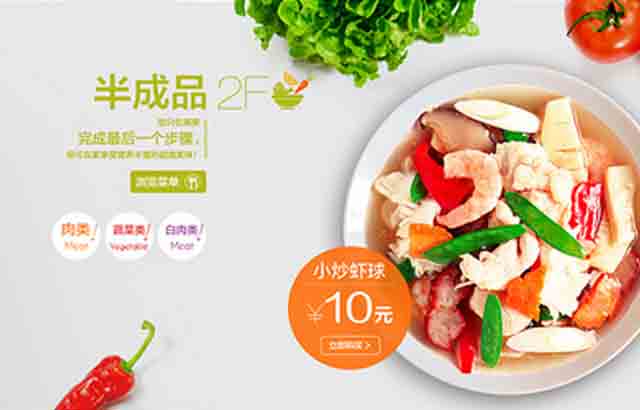 半成品 2F
完成最后一个步骤,
浏览菜单
肉类
Meat
蔬菜类
Vegetable
白肉类
Meat
小炒虾球
¥10元
立即购买 >